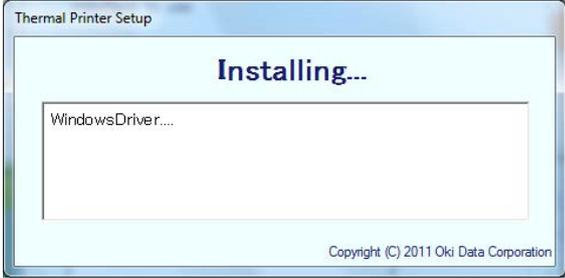 Thermal Printer Setup
Installing...
WindowsDriver....
Copyright (C) 2011 Oki Data Corporation